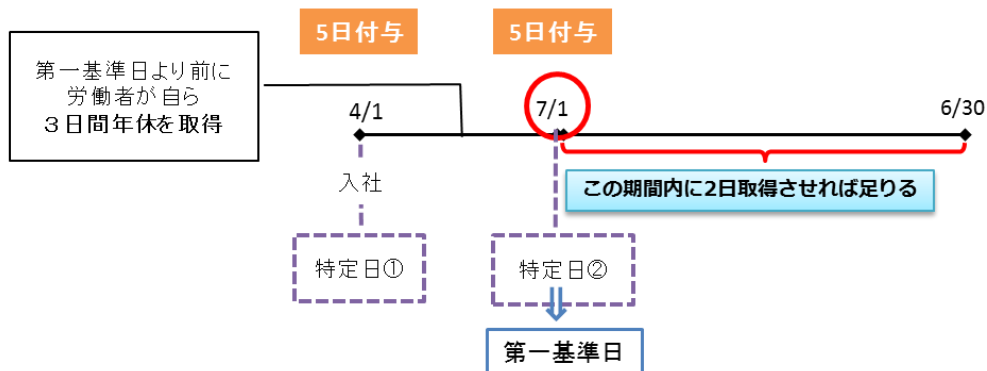 5日付与
5日付与
第一基準日より前に
労働者が自ら
３日間年休を取得
4/1
7/1
6/30
入社
この期間内に2日取得させれば足りる
特定日①
特定日②
第一基準日